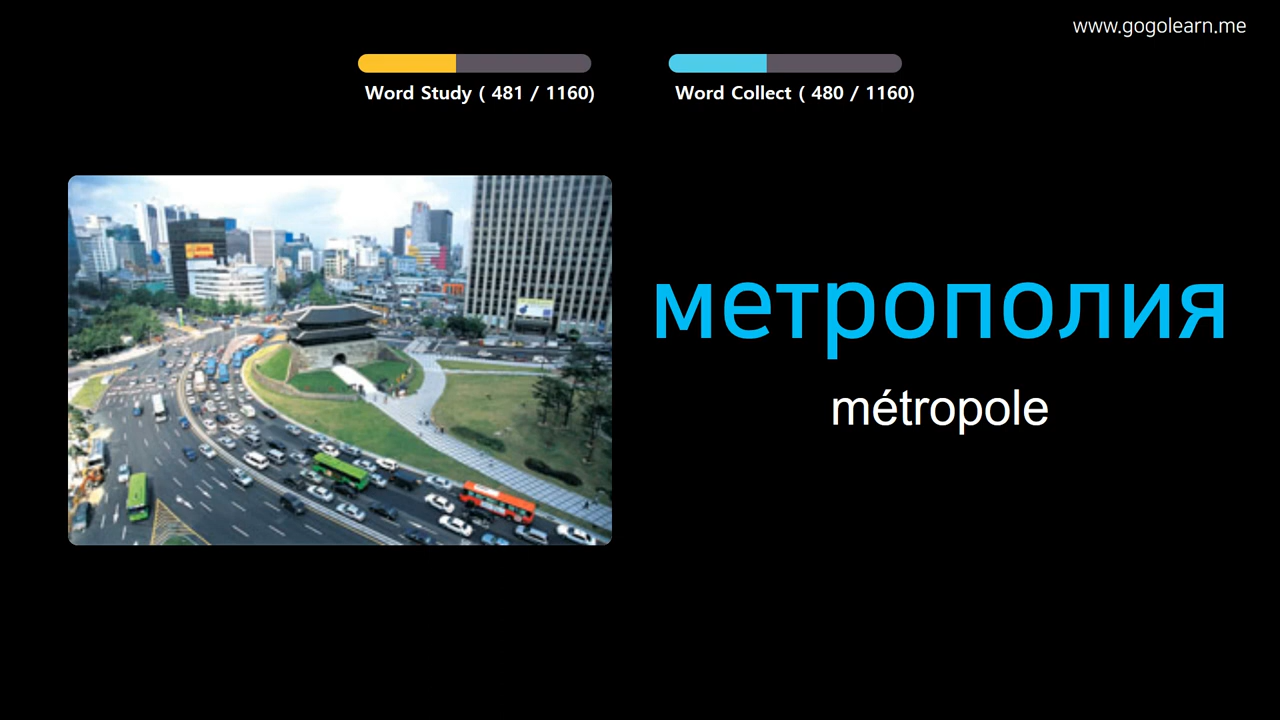 www.gogolearn.me
Word Study ( 481 / 1160)
Word Collect ( 480 / 1160)
метрополия
métropole